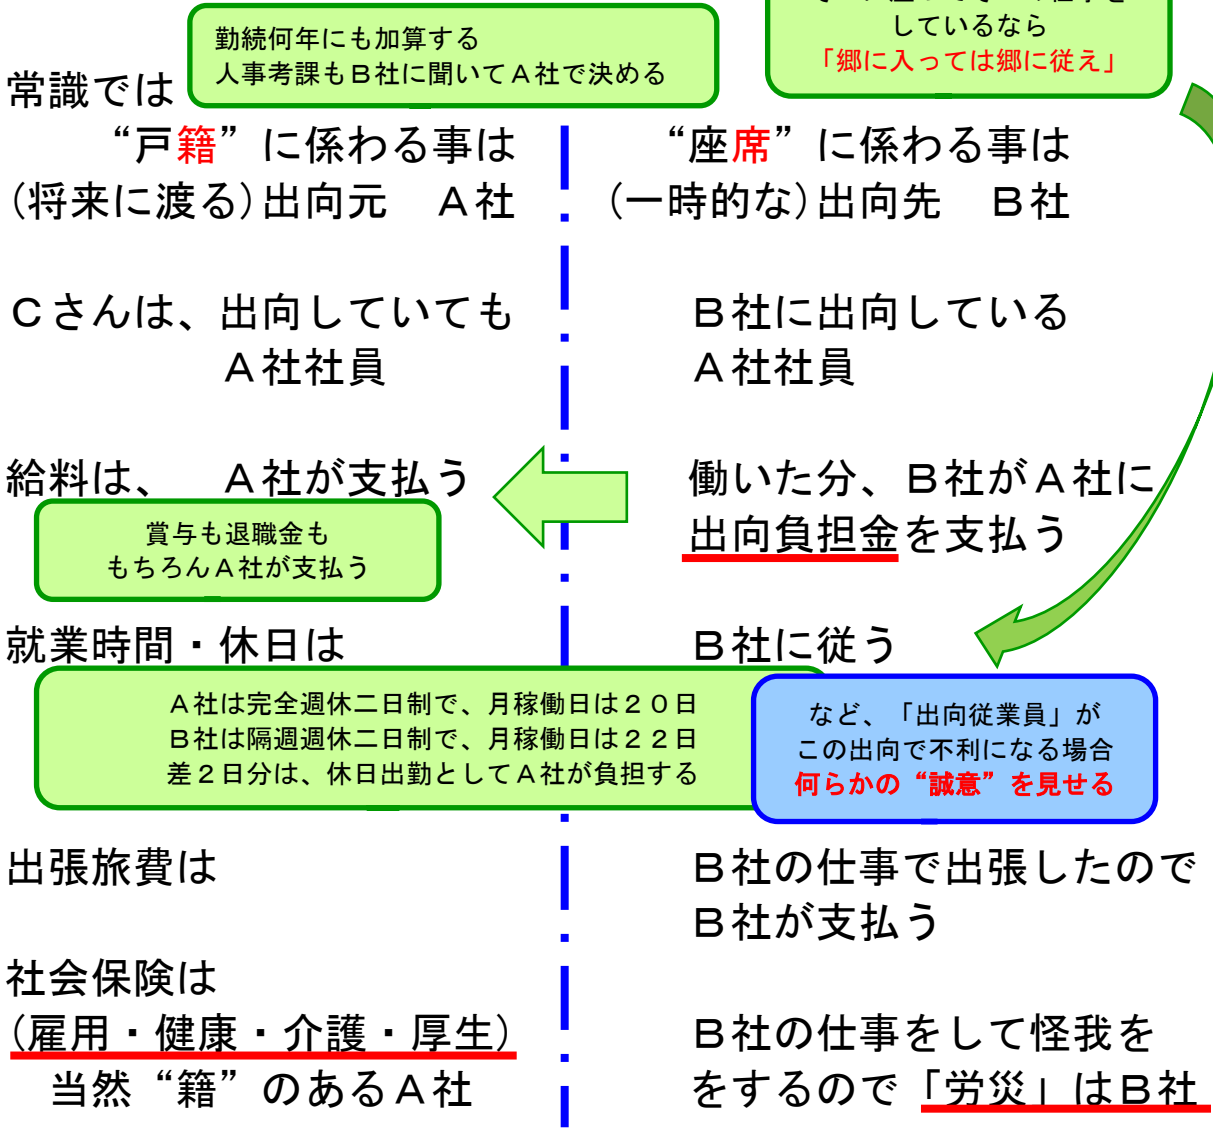 勤続何年にも加算する
人事考課もB社に聞いてA社で決める
しているなら
「郷に入っては郷に従え」
常識では
“戸籍”に係わる事は
(将来に渡る)出向元　A社
“座席”に係わる事は
(一時的な)出向先　B社
Cさんは、出向していても
A社社員
B社に出向している
A社社員
給料は、　A社が支払う
賞与も退職金も
もちろんA社が支払う
働いた分、B社がA社に
出向負担金を支払う
就業時間・休日は
B社に従う
A社は完全週休二日制で、月稼働日は２０日
B社は隔週週休二日制で、月稼働日は２２日
差２日分は、休日出勤としてA社が負担する
など、「出向従業員」が
この出向で不利になる場合
何らかの“誠意”を見せる
出張旅費は
B社の仕事で出張したので
B社が支払う
社会保険は
(雇用・健康・介護・厚生)
当然“籍”のあるA社
B社の仕事をして怪我を
をするので「労災」はB社